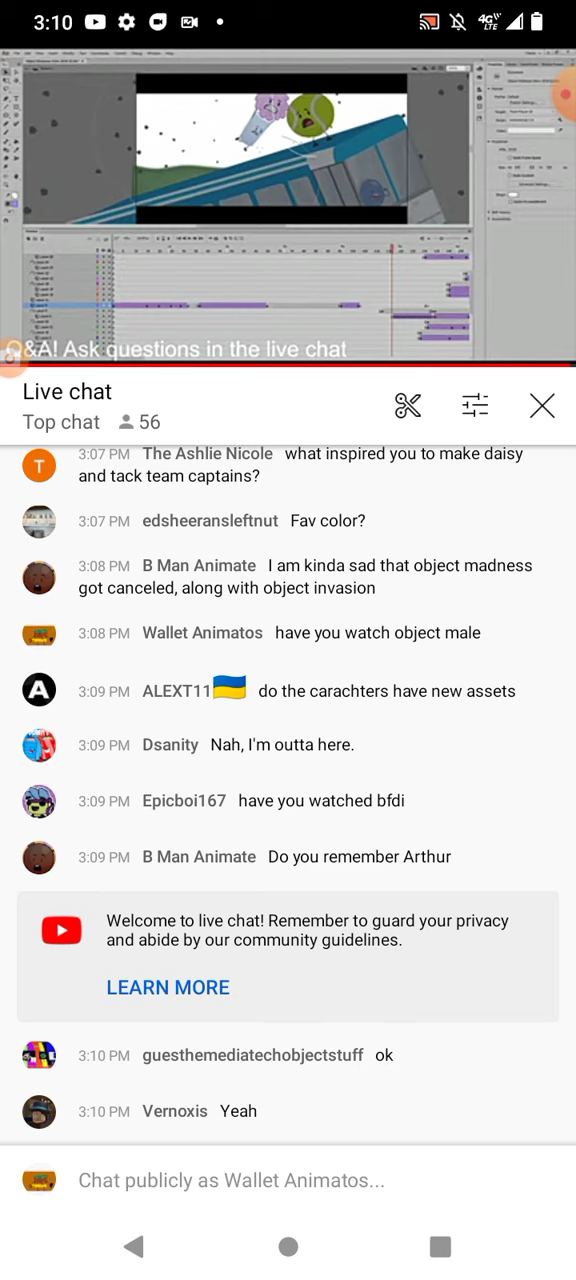 3:10
4G
LTE
Q&A! Ask questions in the live chat
Live chat
Top chat 56
3:07 PM The Ashlie Nicole what inspired you to make daisy
and tack team captains?
T
3:07 PM edsheeransleftnut Fav color?
3:08 PM B Man Animate I am kinda sad that object madness
got canceled, along with object invasion
3:08 PM Wallet Animatos have you watch object male
A
3:09 PM ALEXT11🇺🇦 do the carachters have new assets
3:09 PM Dsanity Nah, I'm outta here.
3:09 PM Epicboi167 have you watched bfdi
3:09 PM B Man Animate Do you remember Arthur
Welcome to live chat! Remember to guard your privacy
and abide by our community guidelines.
LEARN MORE
3:10 PM guesthemediatechobjectstuff ok
3:10 PM Vernoxis Yeah
Chat publicly as Wallet Animatos...